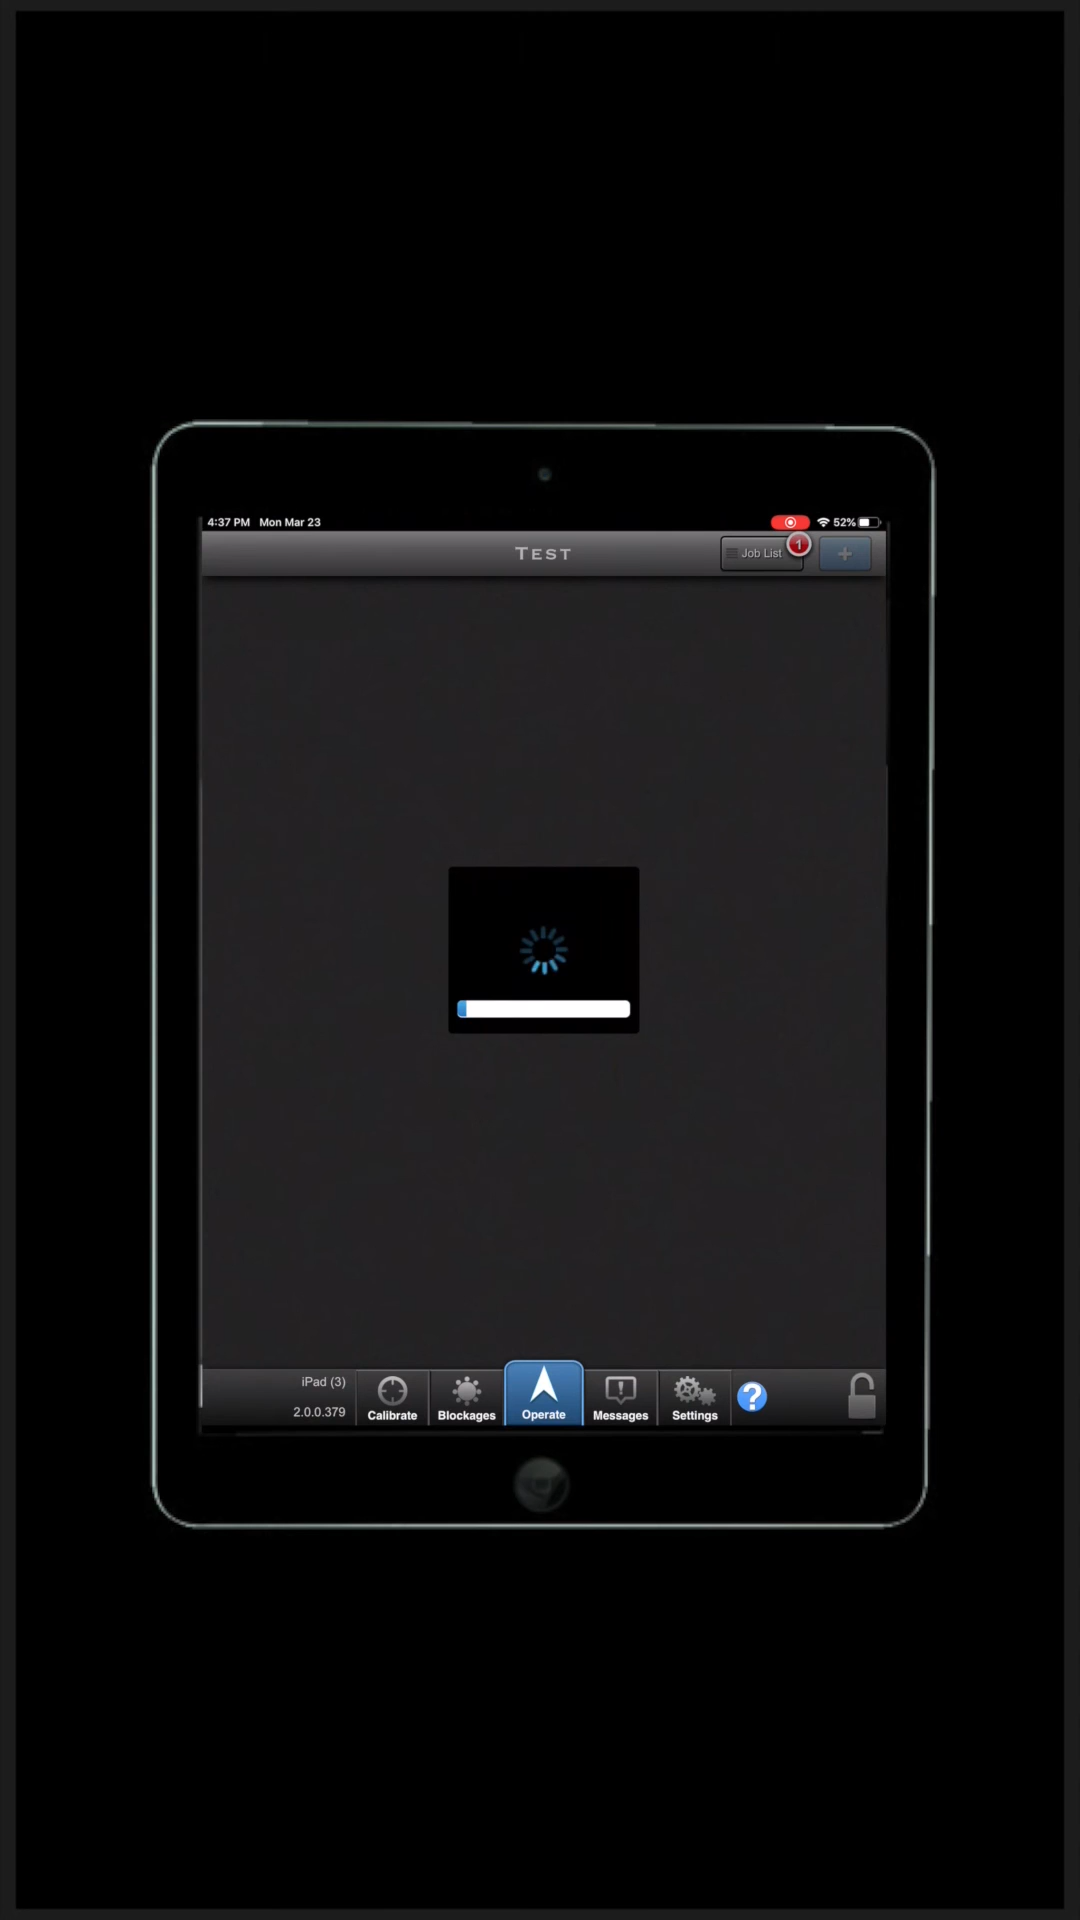 4:37 PM Mon Mar 23
52%
TEST
Job List
1
+
iPad (3)
2.0.0.379
Calibrate
Blockages
Operate
Messages
Settings
?